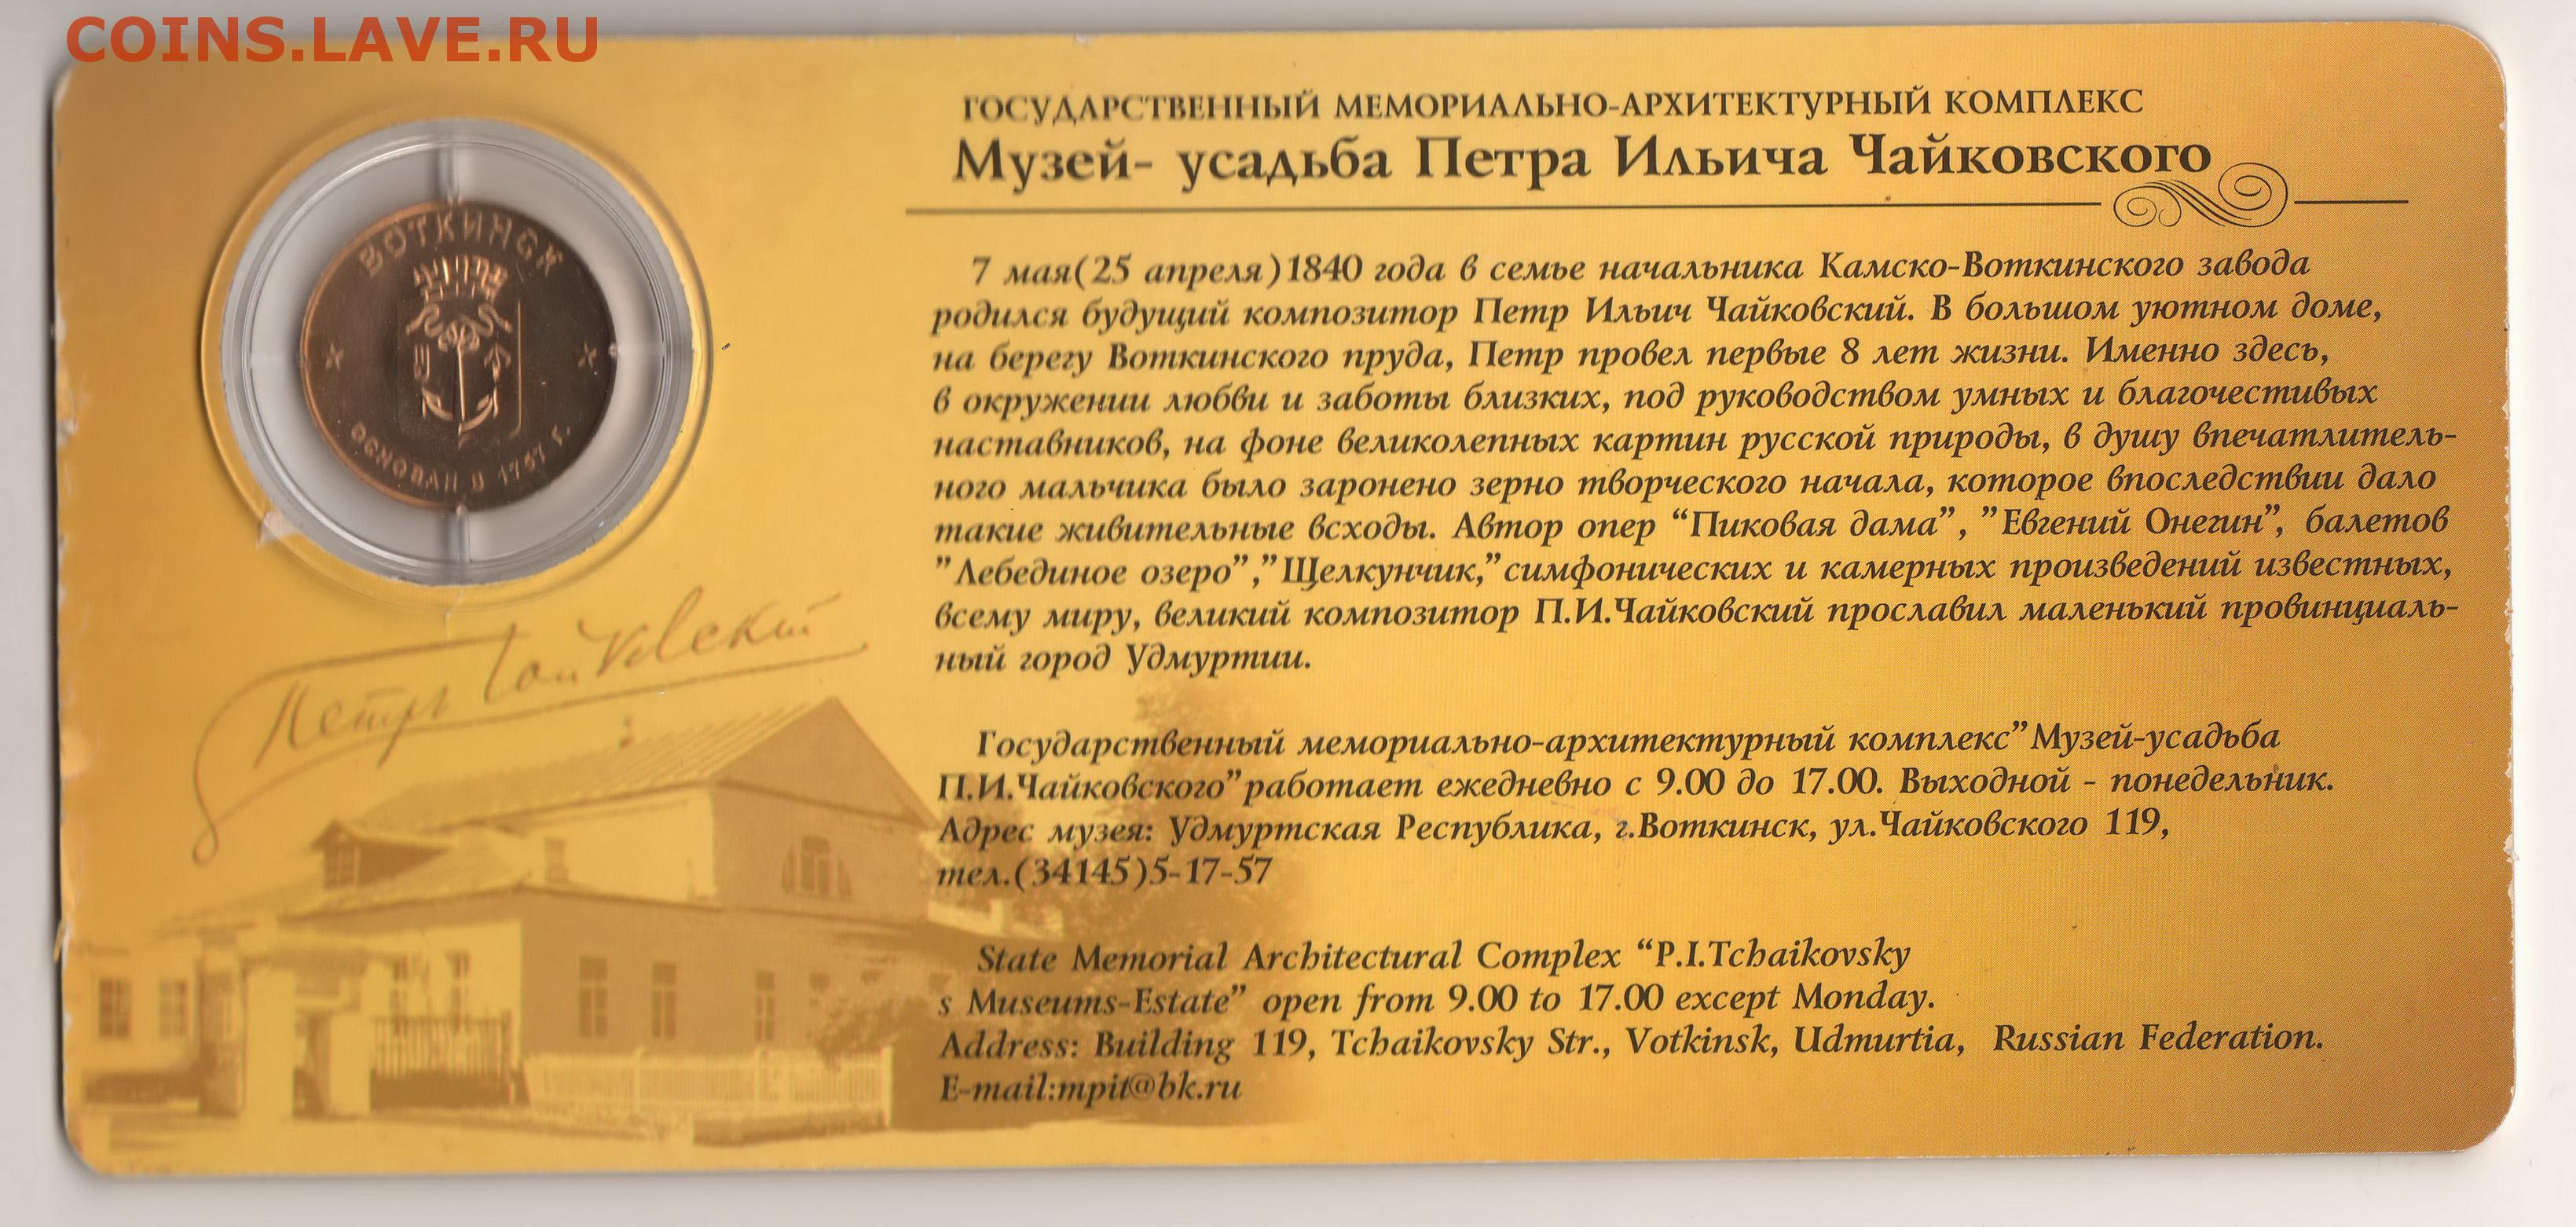 COINS.LAVE.RU
ВОТКИНСК
ОСНОВАН В 1757 Г.
Петръ Чайковскій
ГОСУДАРСТВЕННЫЙ МЕМОРИАЛЬНО-АРХИТЕКТУРНЫЙ КОМПЛЕКС
Музей- усадьба Петра Ильича Чайковского
7 мая(25 апреля)1840 года в семье начальника Камско-Воткинского завода
родился будущий композитор Петр Ильич Чайковский. В большом уютном доме,
на берегу Воткинского пруда, Петр провел первые 8 лет жизни. Именно здесь,
в окружении любви и заботы близких, под руководством умных и благочестивых
наставников, на фоне великолепных картин русской природы, в душу впечатлитель-
ного мальчика было заронено зерно творческого начала, которое впоследствии дало
такие живительные всходы. Автор опер “Пиковая дама”, ”Евгений Онегин”, балетов
”Лебединое озеро”,”Щелкунчик,”симфонических и камерных произведений известных,
всему миру, великий композитор П.И.Чайковский прославил маленький провинциаль-
ный город Удмуртии.
Государственный мемориально-архитектурный комплекс”Музей-усадьба
П.И.Чайковского”работает ежедневно с 9.00 до 17.00. Выходной - понедельник.
Адрес музея: Удмуртская Республика, г.Воткинск, ул.Чайковского 119,
тел.(34145)5-17-57
State Memorial Architectural Complex “P.I.Tchaikovsky
s Museums-Estate” open from 9.00 to 17.00 except Monday.
Address: Building 119, Tchaikovsky Str., Votkinsk, Udmurtia, Russian Federation.
E-mail:mpit@bk.ru